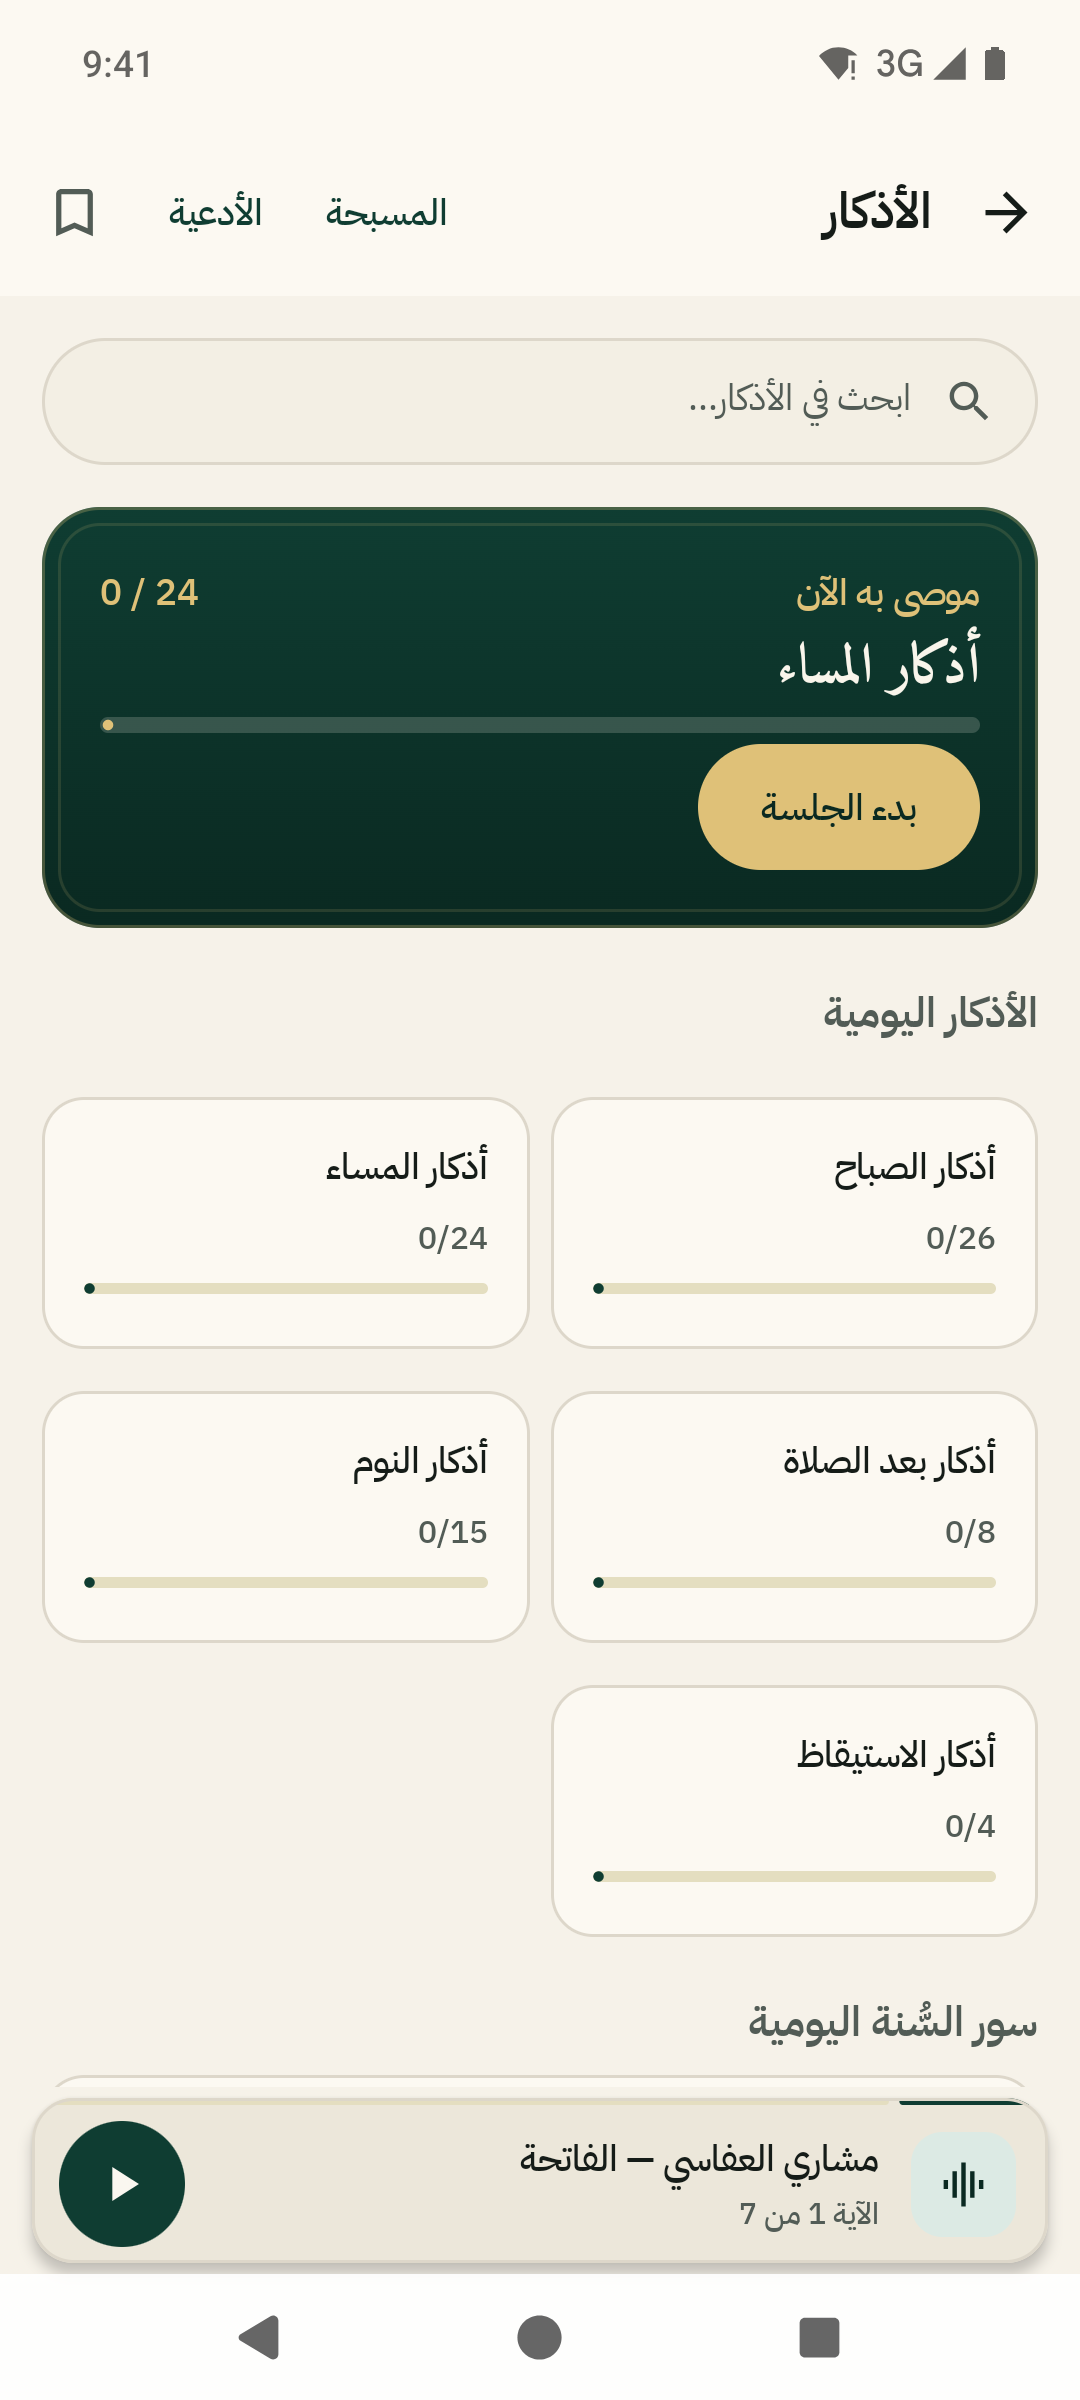 9:41
3G
الأذكار
المسبحة
الأدعية
ابحث في الأذكار...
موصى به الآن
0 / 24
أذكار المساء
بدء الجلسة
الأذكار اليومية
أذكار الصباح
0/26
أذكار المساء
0/24
أذكار بعد الصلاة
0/8
أذكار النوم
0/15
أذكار الاستيقاظ
0/4
سور السُّنة اليومية
مشاري العفاسي — الفاتحة
الآية 1 من 7